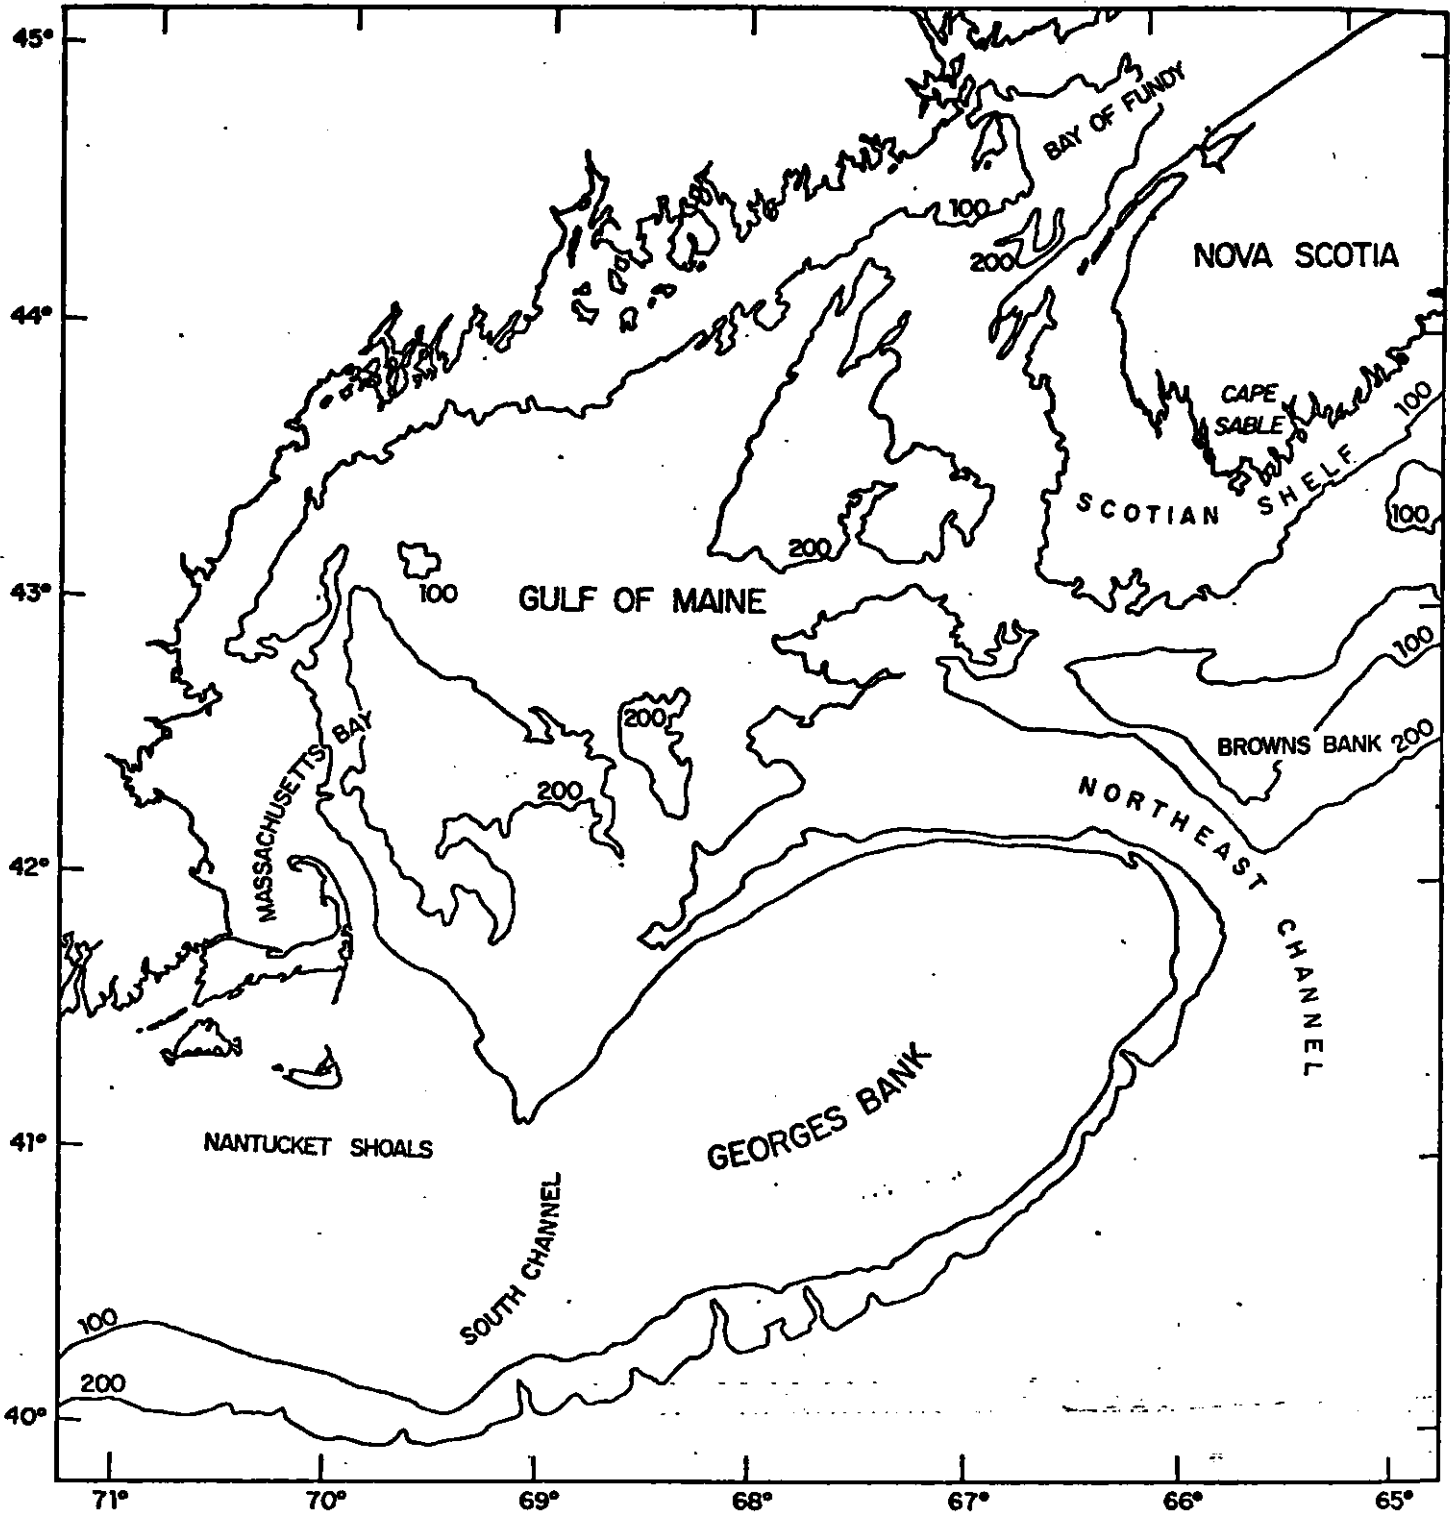 45°
BAY OF FUNDY
100
200
NOVA SCOTIA
44°
CAPE
SABLE
100
SCOTIAN SHELF
100
200
43°
100
GULF OF MAINE
100
200
MASSACHUSETTS BAY
BROWNS BANK 200
200
NORTHEAST CHANNEL
42°
GEORGES BANK
41°
NANTUCKET SHOALS
SOUTH CHANNEL
100
200
40°
71° 70° 69° 68° 67° 66° 65°